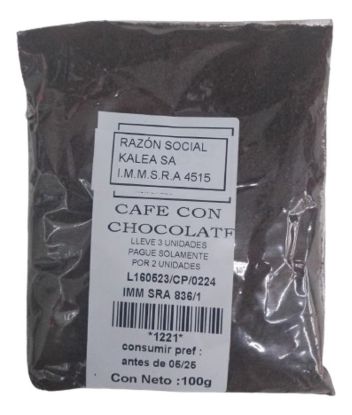 RAZÓN SOCIAL
KALEA SA
I.M.M.S.R.A 4515
CAFE CON
CHOCOLATE
LLEVE 3 UNIDADES
PAGUE SOLAMENTE
POR 2 UNIDADES
L160523/CP/0224
IMM SRA 836/1
*1221*
consumir pref :
antes de 05/25
Con Neto :100g